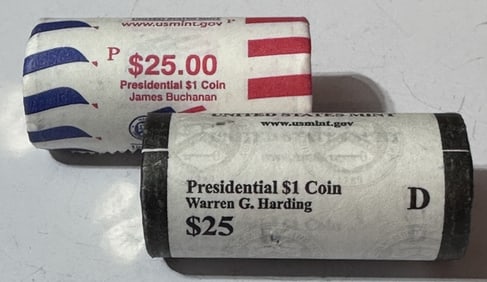 www.usmint.gov P
P
$25.00
Presidential $1 Coin
James Buchanan
UNITED STATES MINT
www.usmint.gov
Presidential $1 Coin
Warren G. Harding
D
$25